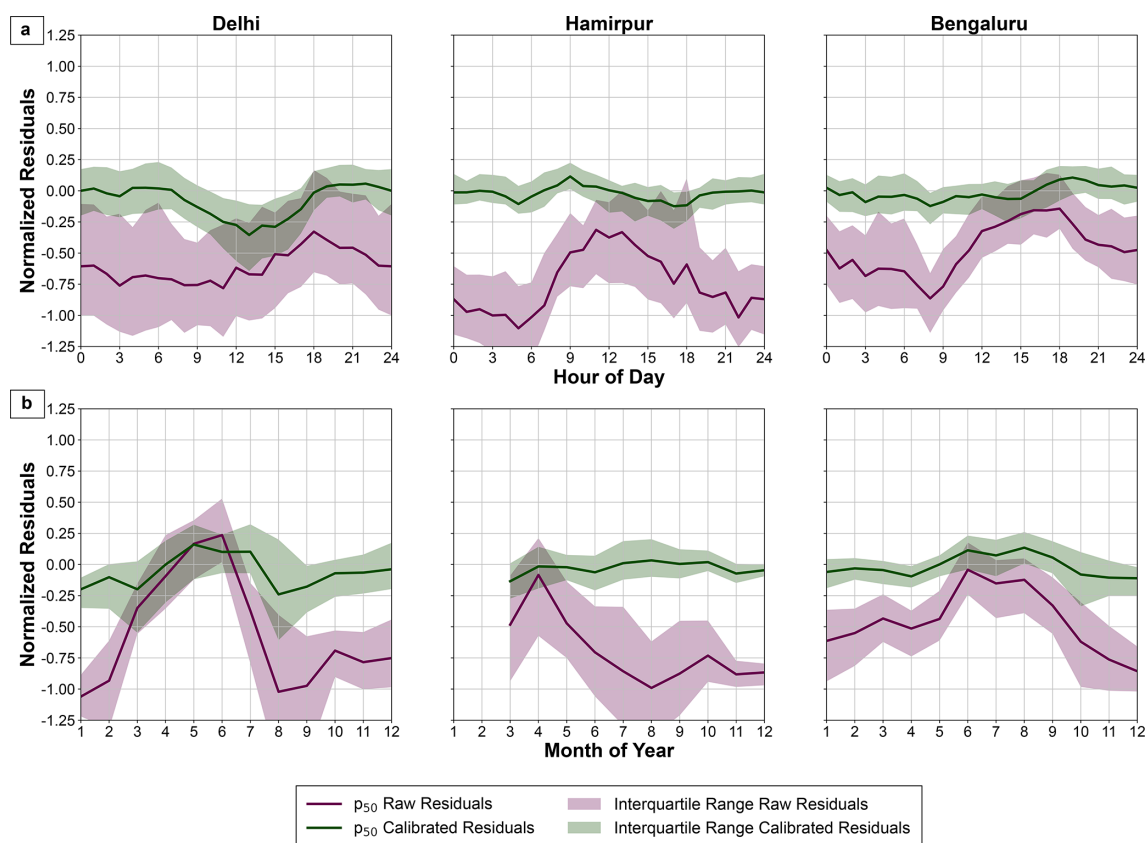 a
Delhi Hamirpur Bengaluru
Normalized Residuals
1.25
1.00
0.75
0.50
0.25
0.00
-0.25
-0.50
-0.75
-1.00
-1.25
0 3 6 9 12 15 18 21 24 0 3 6 9 12 15 18 21 24 0 3 6 9 12 15 18 21 24
Hour of Day
b
Normalized Residuals
1.25
1.00
0.75
0.50
0.25
0.00
-0.25
-0.50
-0.75
-1.00
-1.25
1 2 3 4 5 6 7 8 9 10 11 12 1 2 3 4 5 6 7 8 9 10 11 12 1 2 3 4 5 6 7 8 9 10 11 12
Month of Year
p50 Raw Residuals Interquartile Range Raw Residuals
p50 Calibrated Residuals Interquartile Range Calibrated Residuals